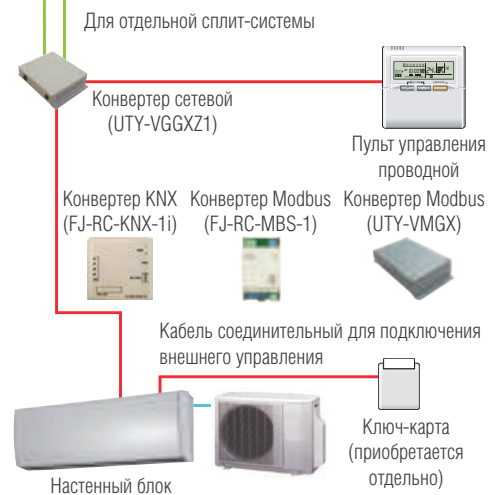 Для отдельной сплит-системы
Конвертер сетевой
(UTY-VGGXZ1)
Пульт управления
проводной
Конвертер KNX
(FJ-RC-KNX-1i)
Конвертер Modbus
(FJ-RC-MBS-1)
Конвертер Modbus
(UTY-VMGX)
Кабель соединительный для подключения
внешнего управления
Ключ-карта
(приобретается
отдельно)
Настенный блок